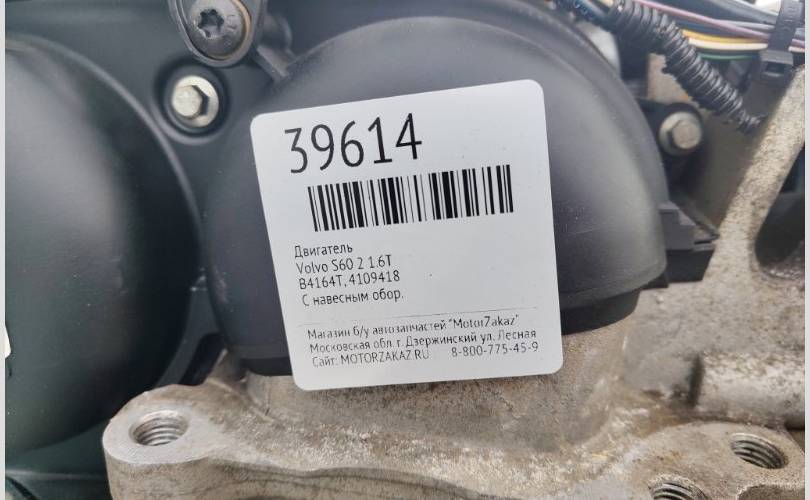 39614
Двигатель
Volvo S60 2 1.6T
B4164T, 4109418
С навесным обор.
Магазин б/у автозапчастей "MotorZakaz"
Московская обл. г. Дзержинский ул. Лесная
Сайт: MOTORZAKAZ.RU 8-800-775-45-9